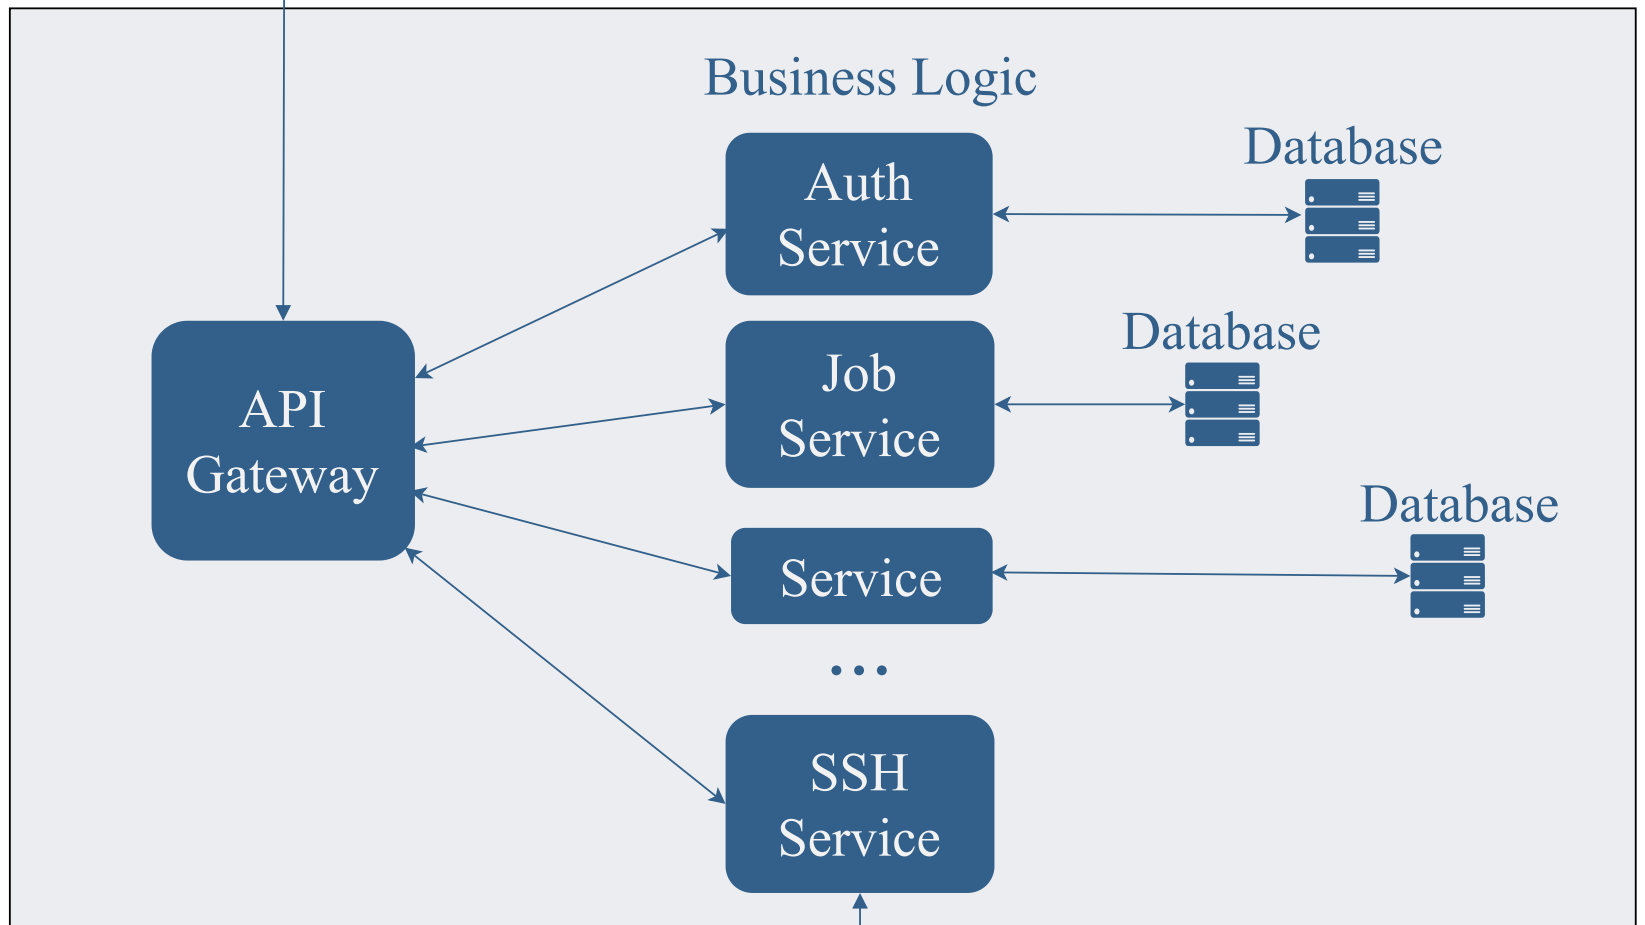 Business Logic
Auth
Service
Database
Job
Service
Database
API
Gateway
Service
Database
...
SSH
Service